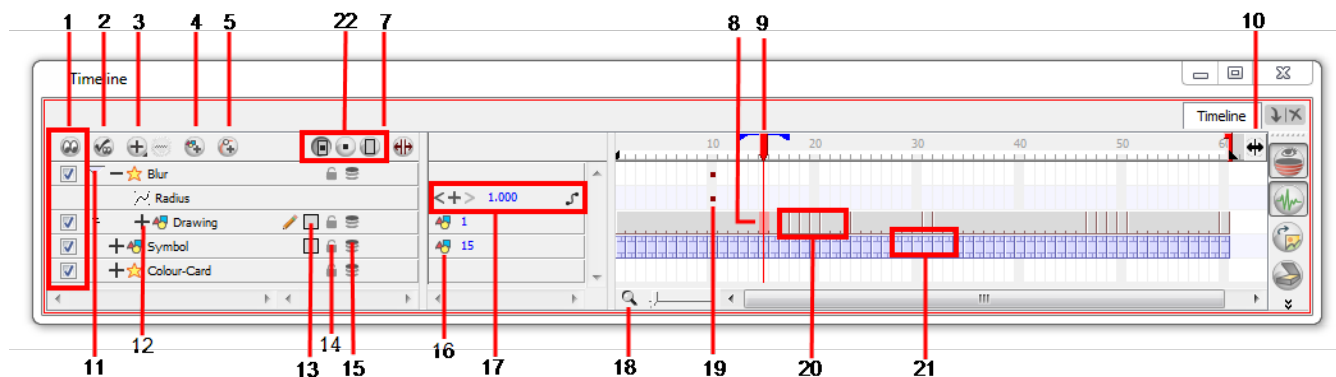 1 2 3 4 5 22 7 8 9 10
Timeline
Timeline
10 20 30 40 50 60
Blur
Radius
1.000
Drawing
1
Symbol
15
Colour-Card
11 12 13 14 15 16 17 18 19 20 21